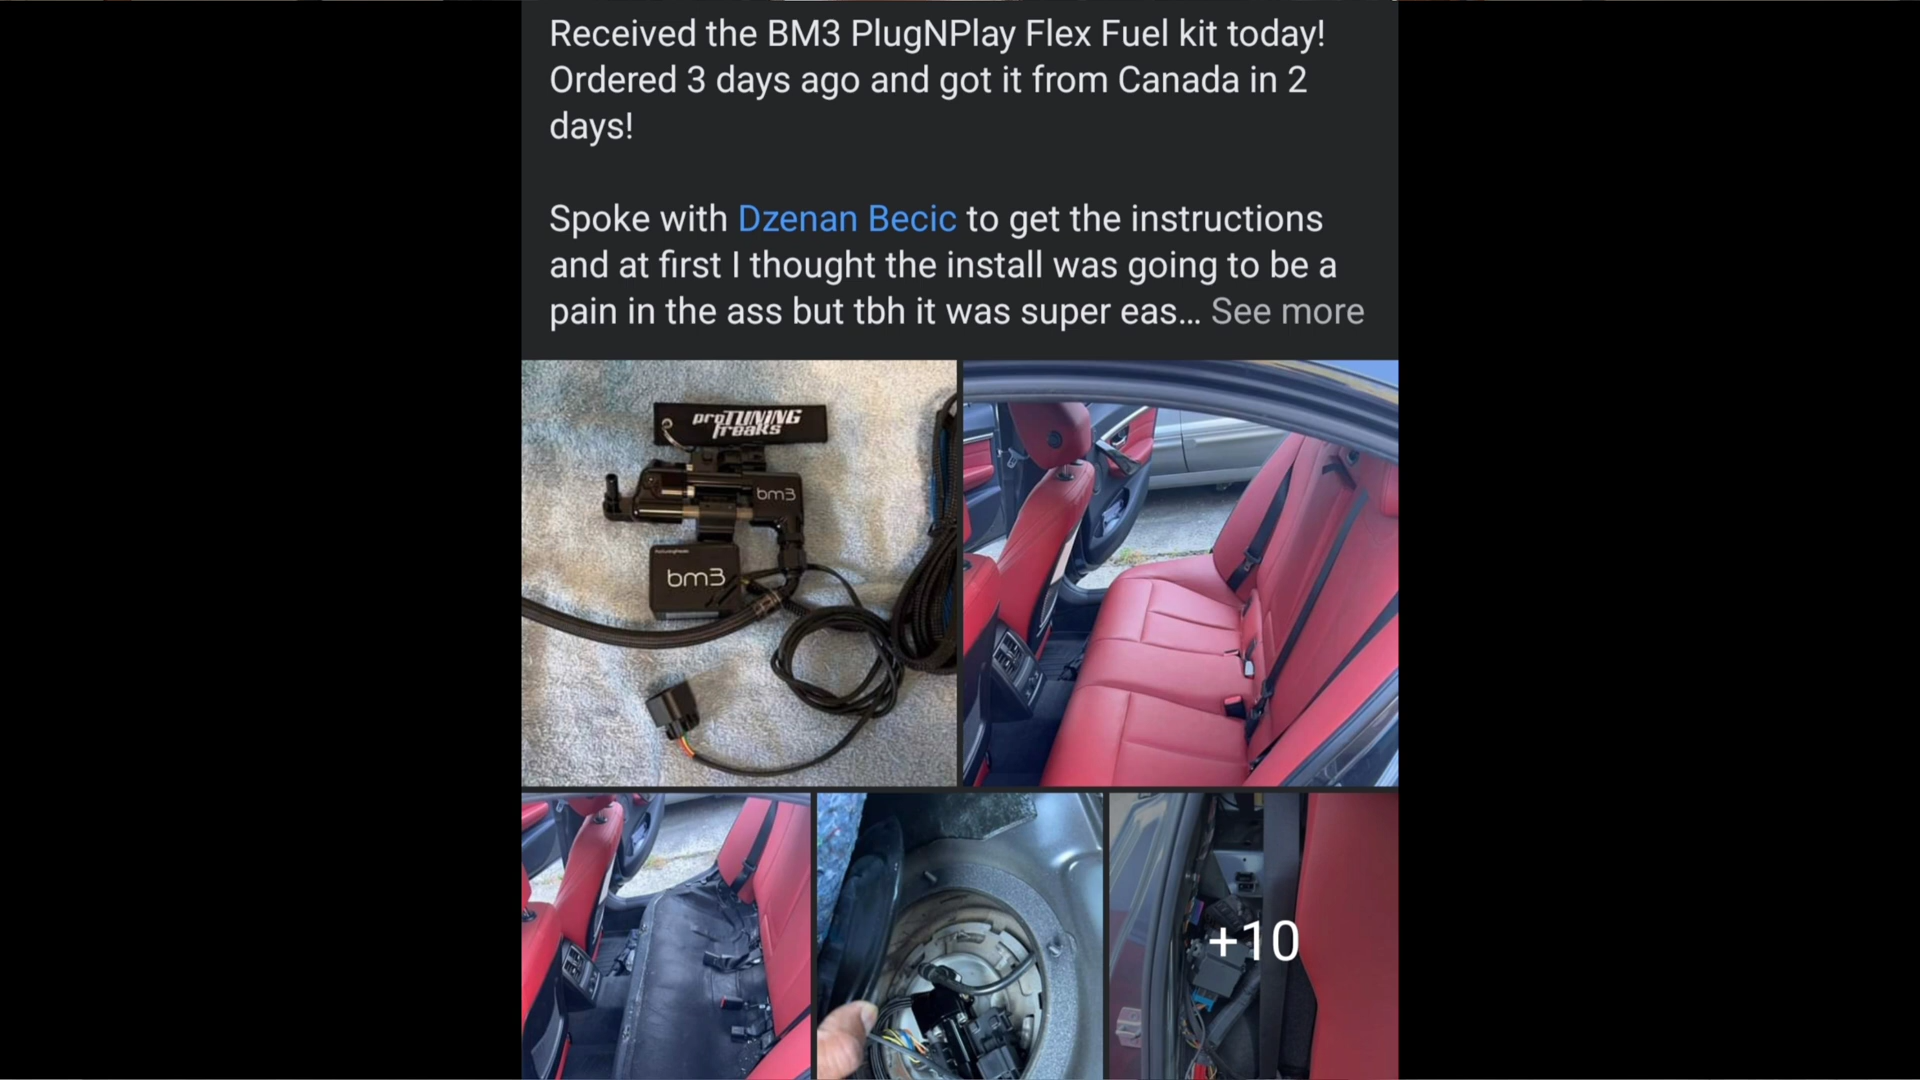 Received the BM3 PlugNPlay Flex Fuel kit today!
Ordered 3 days ago and got it from Canada in 2
days!
Spoke with Dzenan Becic to get the instructions
and at first I thought the install was going to be a
pain in the ass but tbh it was super eas... See more
proTUNING
freaks
bm3
ProTuningFreaks
bm3
+10